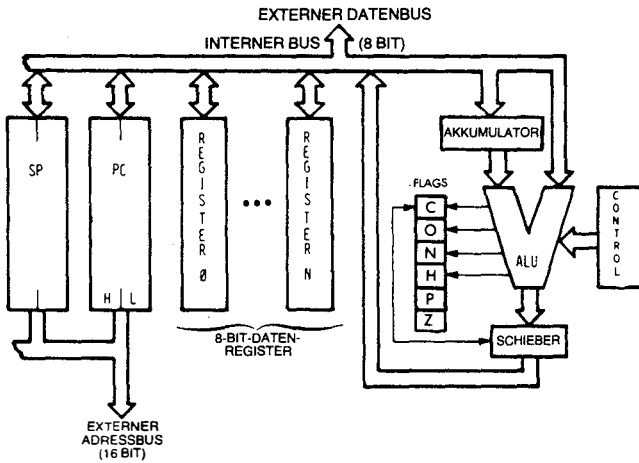 EXTERNER DATENBUS
INTERNER BUS (8 BIT)
AKKUMULATOR
SP
PC
REGISTER Ø
...
REGISTER N
FLAGS
C
O
N
H
P
Z
ALU
CONTROL
H L
8-BIT-DATEN-
REGISTER
SCHIEBER
EXTERNER
ADRESSBUS
(16 BIT)